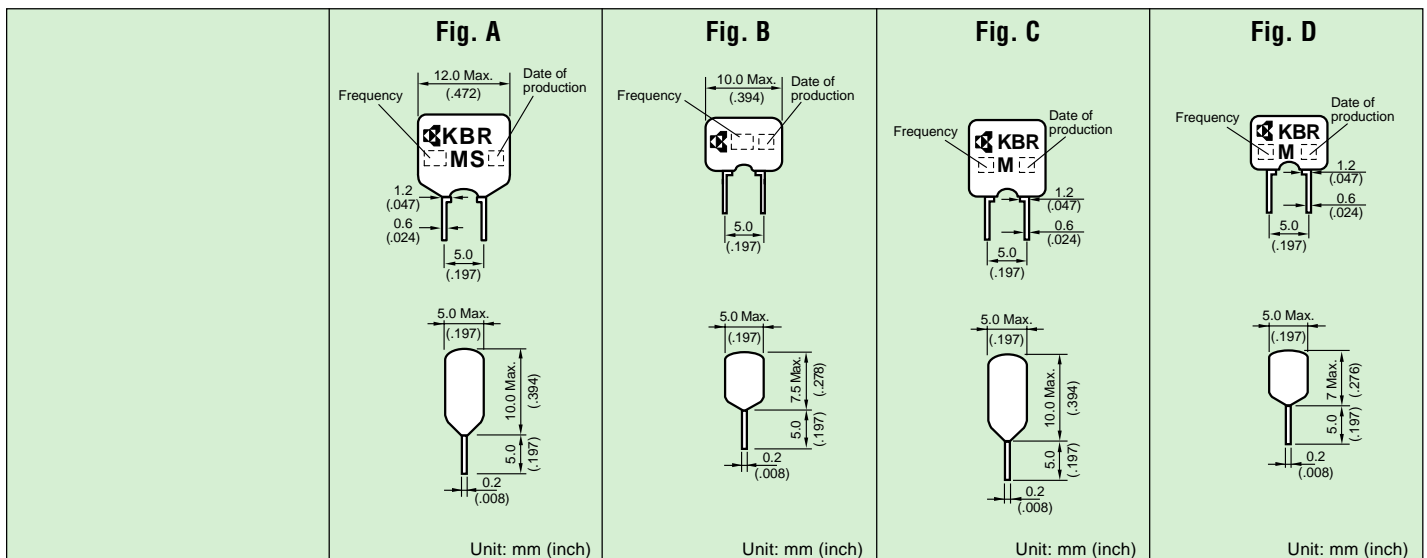 Fig. A
12.0 Max.
(.472)
Frequency
Date of
production
KBR
MS
1.2
(.047)
0.6
(.024)
5.0
(.197)
5.0 Max.
(.197)
10.0 Max.
(.394)
5.0
(.197)
0.2
(.008)
Unit: mm (inch)
Fig. B
10.0 Max.
(.394)
Frequency
Date of
production
5.0
(.197)
5.0 Max.
(.197)
7.5 Max.
(.278)
5.0
(.197)
0.2
(.008)
Unit: mm (inch)
Fig. C
Frequency
Date of
production
KBR
M
1.2
(.047)
0.6
(.024)
5.0
(.197)
5.0 Max.
(.197)
10.0 Max.
(.394)
5.0
(.197)
0.2
(.008)
Unit: mm (inch)
Fig. D
Frequency
Date of
production
KBR
M
1.2
(.047)
0.6
(.024)
5.0
(.197)
5.0 Max.
(.197)
7 Max.
(.276)
5.0
(.197)
0.2
(.008)
Unit: mm (inch)